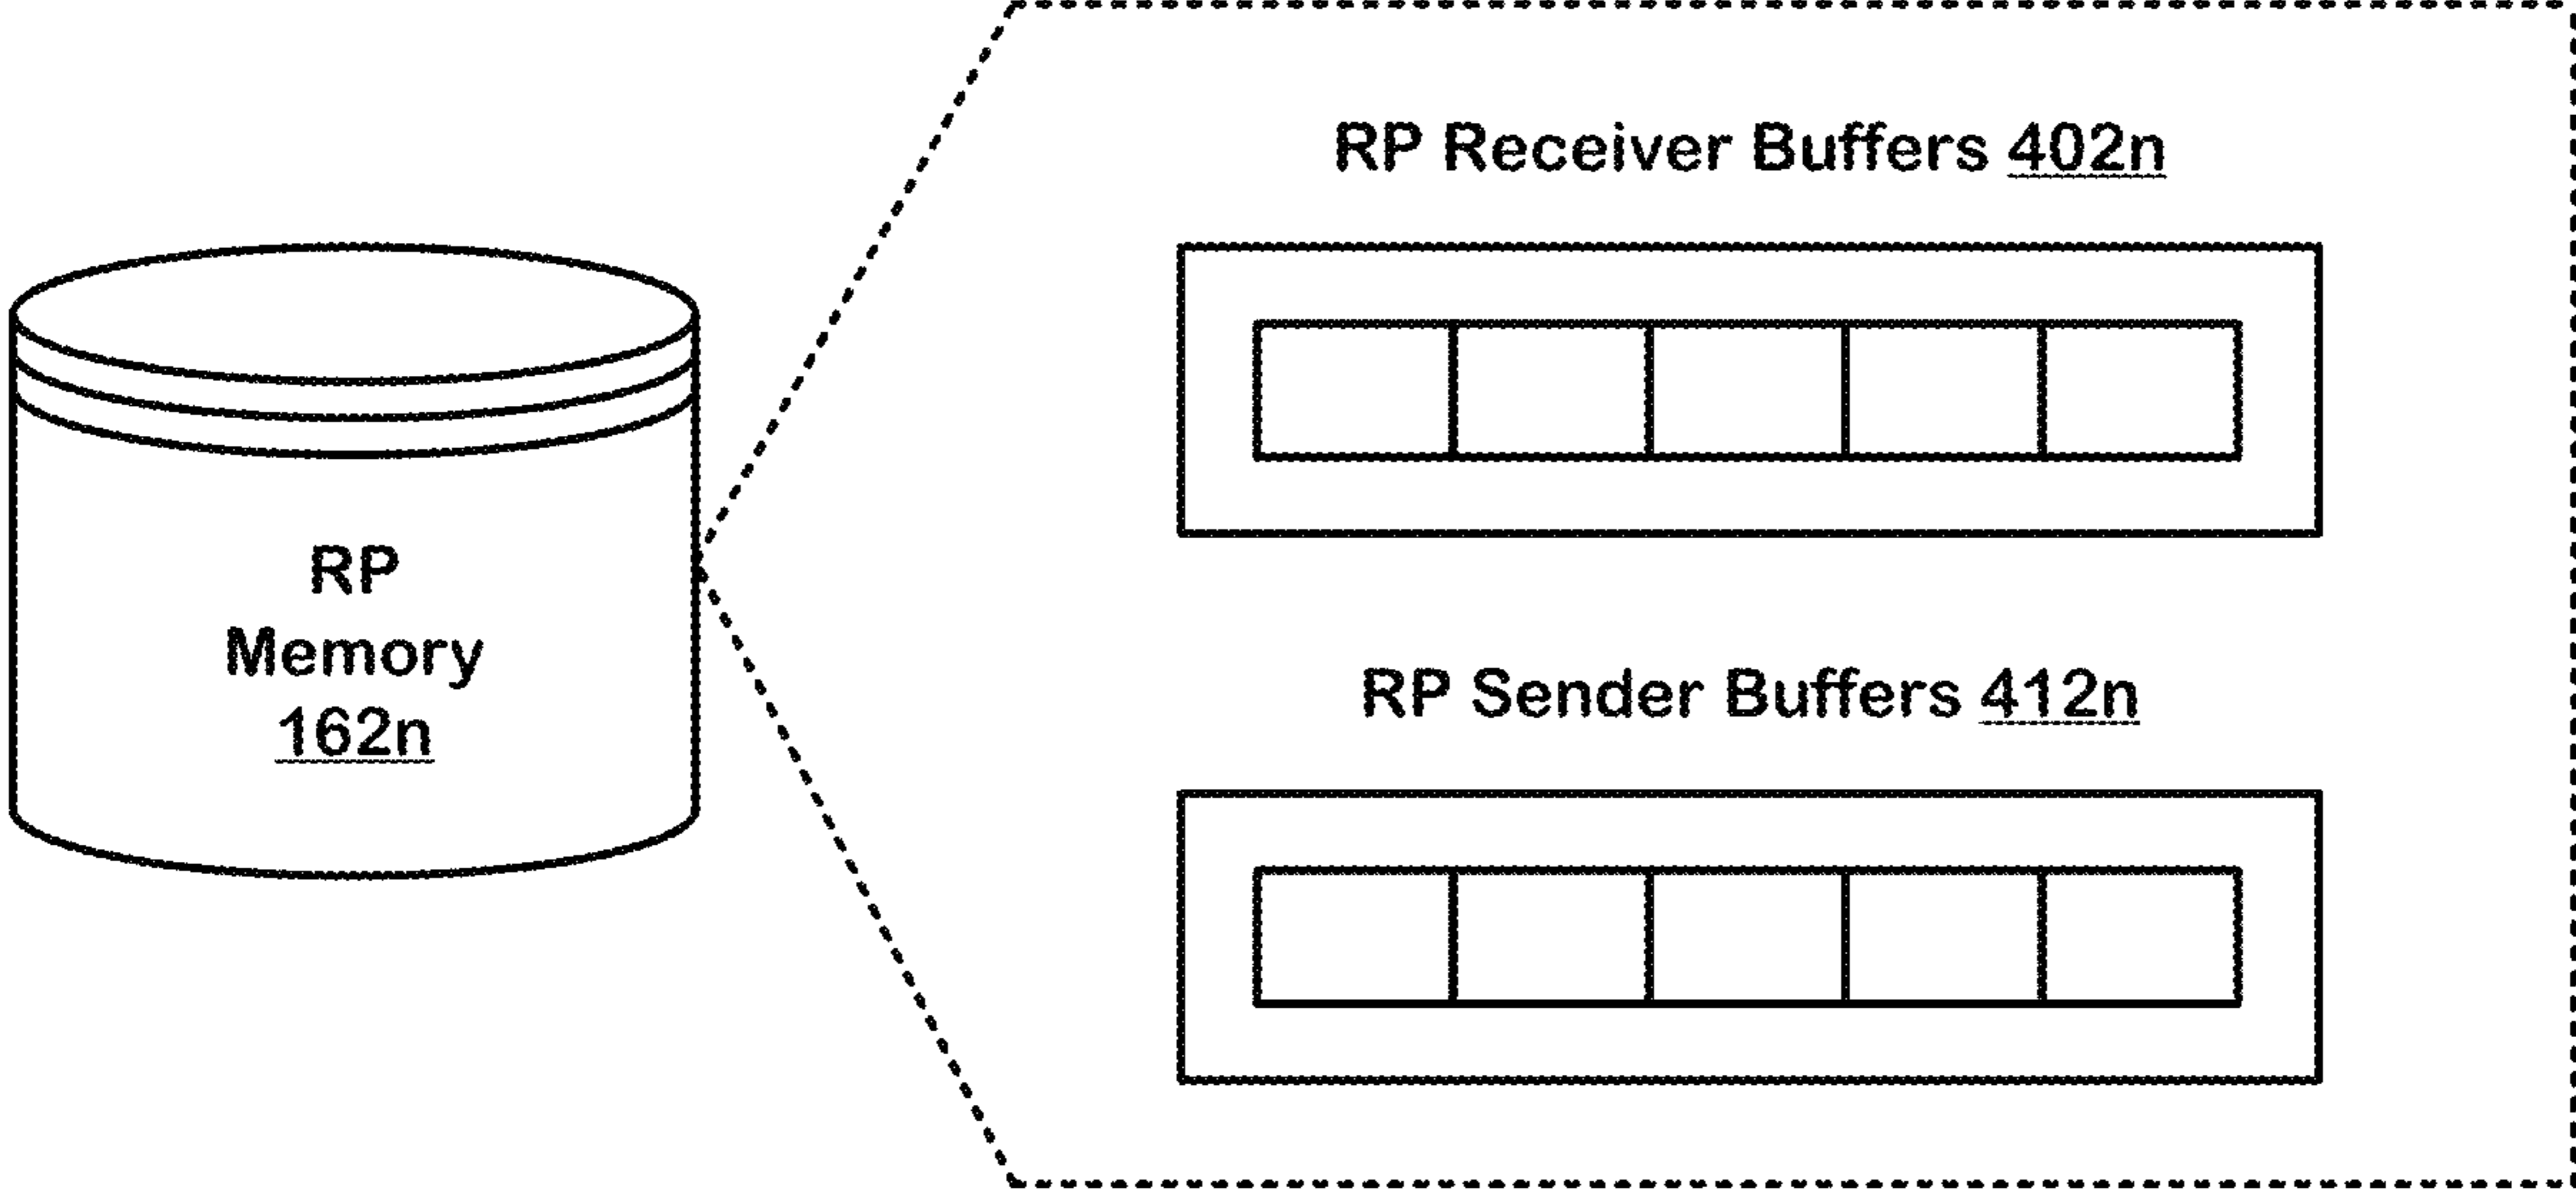 RP Receiver Buffers 402n
RP
Memory
162n
RP Sender Buffers 412n